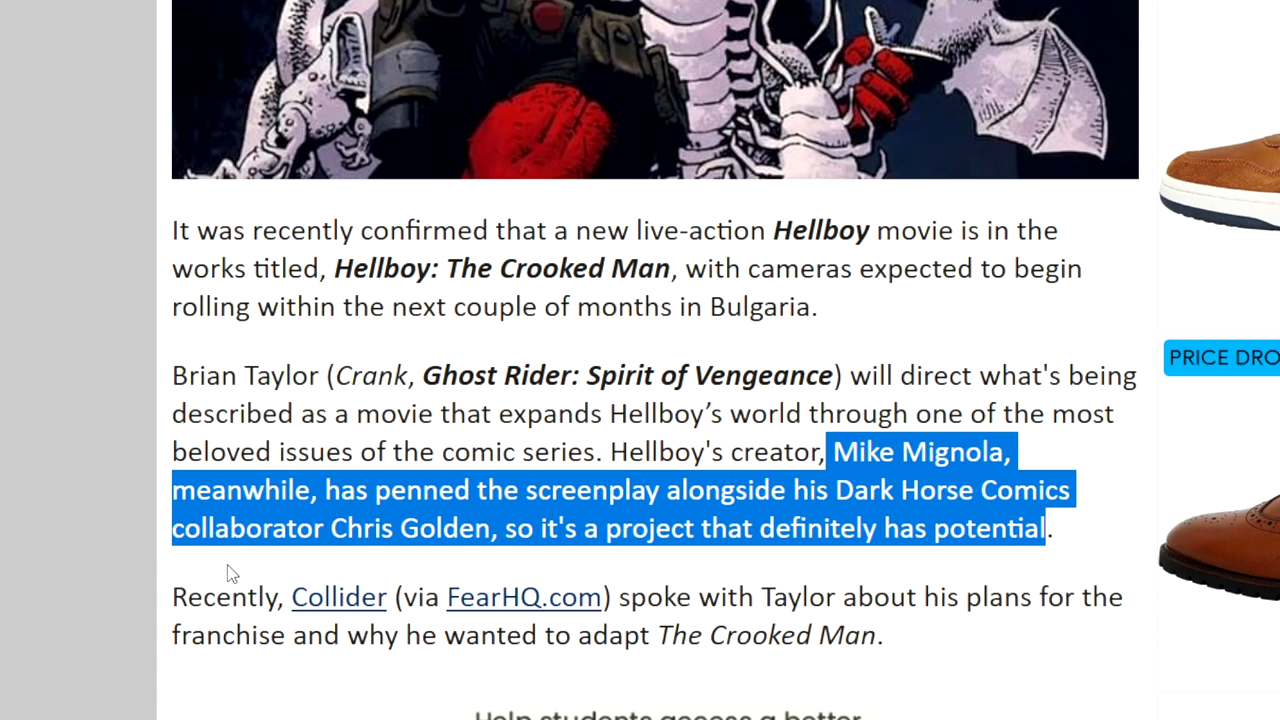 It was recently confirmed that a new live-action Hellboy movie is in the
works titled, Hellboy: The Crooked Man, with cameras expected to begin
rolling within the next couple of months in Bulgaria.
PRICE DRO
Brian Taylor (Crank, Ghost Rider: Spirit of Vengeance) will direct what's being
described as a movie that expands Hellboy’s world through one of the most
beloved issues of the comic series. Hellboy's creator, Mike Mignola,
meanwhile, has penned the screenplay alongside his Dark Horse Comics
collaborator Chris Golden, so it's a project that definitely has potential.
Recently, Collider (via FearHQ.com) spoke with Taylor about his plans for the
franchise and why he wanted to adapt The Crooked Man.
Help students access a better